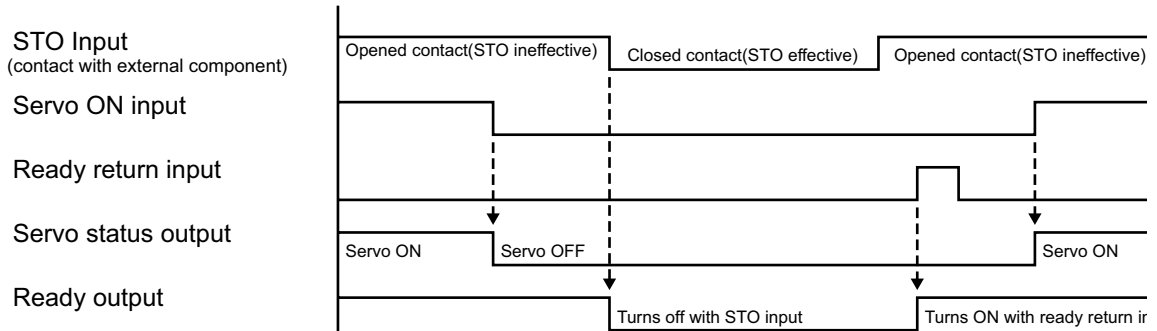 STO Input
(contact with external component)
Opened contact(STO ineffective)
Closed contact(STO effective)
Opened contact(STO ineffective)
Servo ON input
Ready return input
Servo status output
Servo ON
Servo OFF
Servo ON
Ready output
Turns off with STO input
Turns ON with ready return